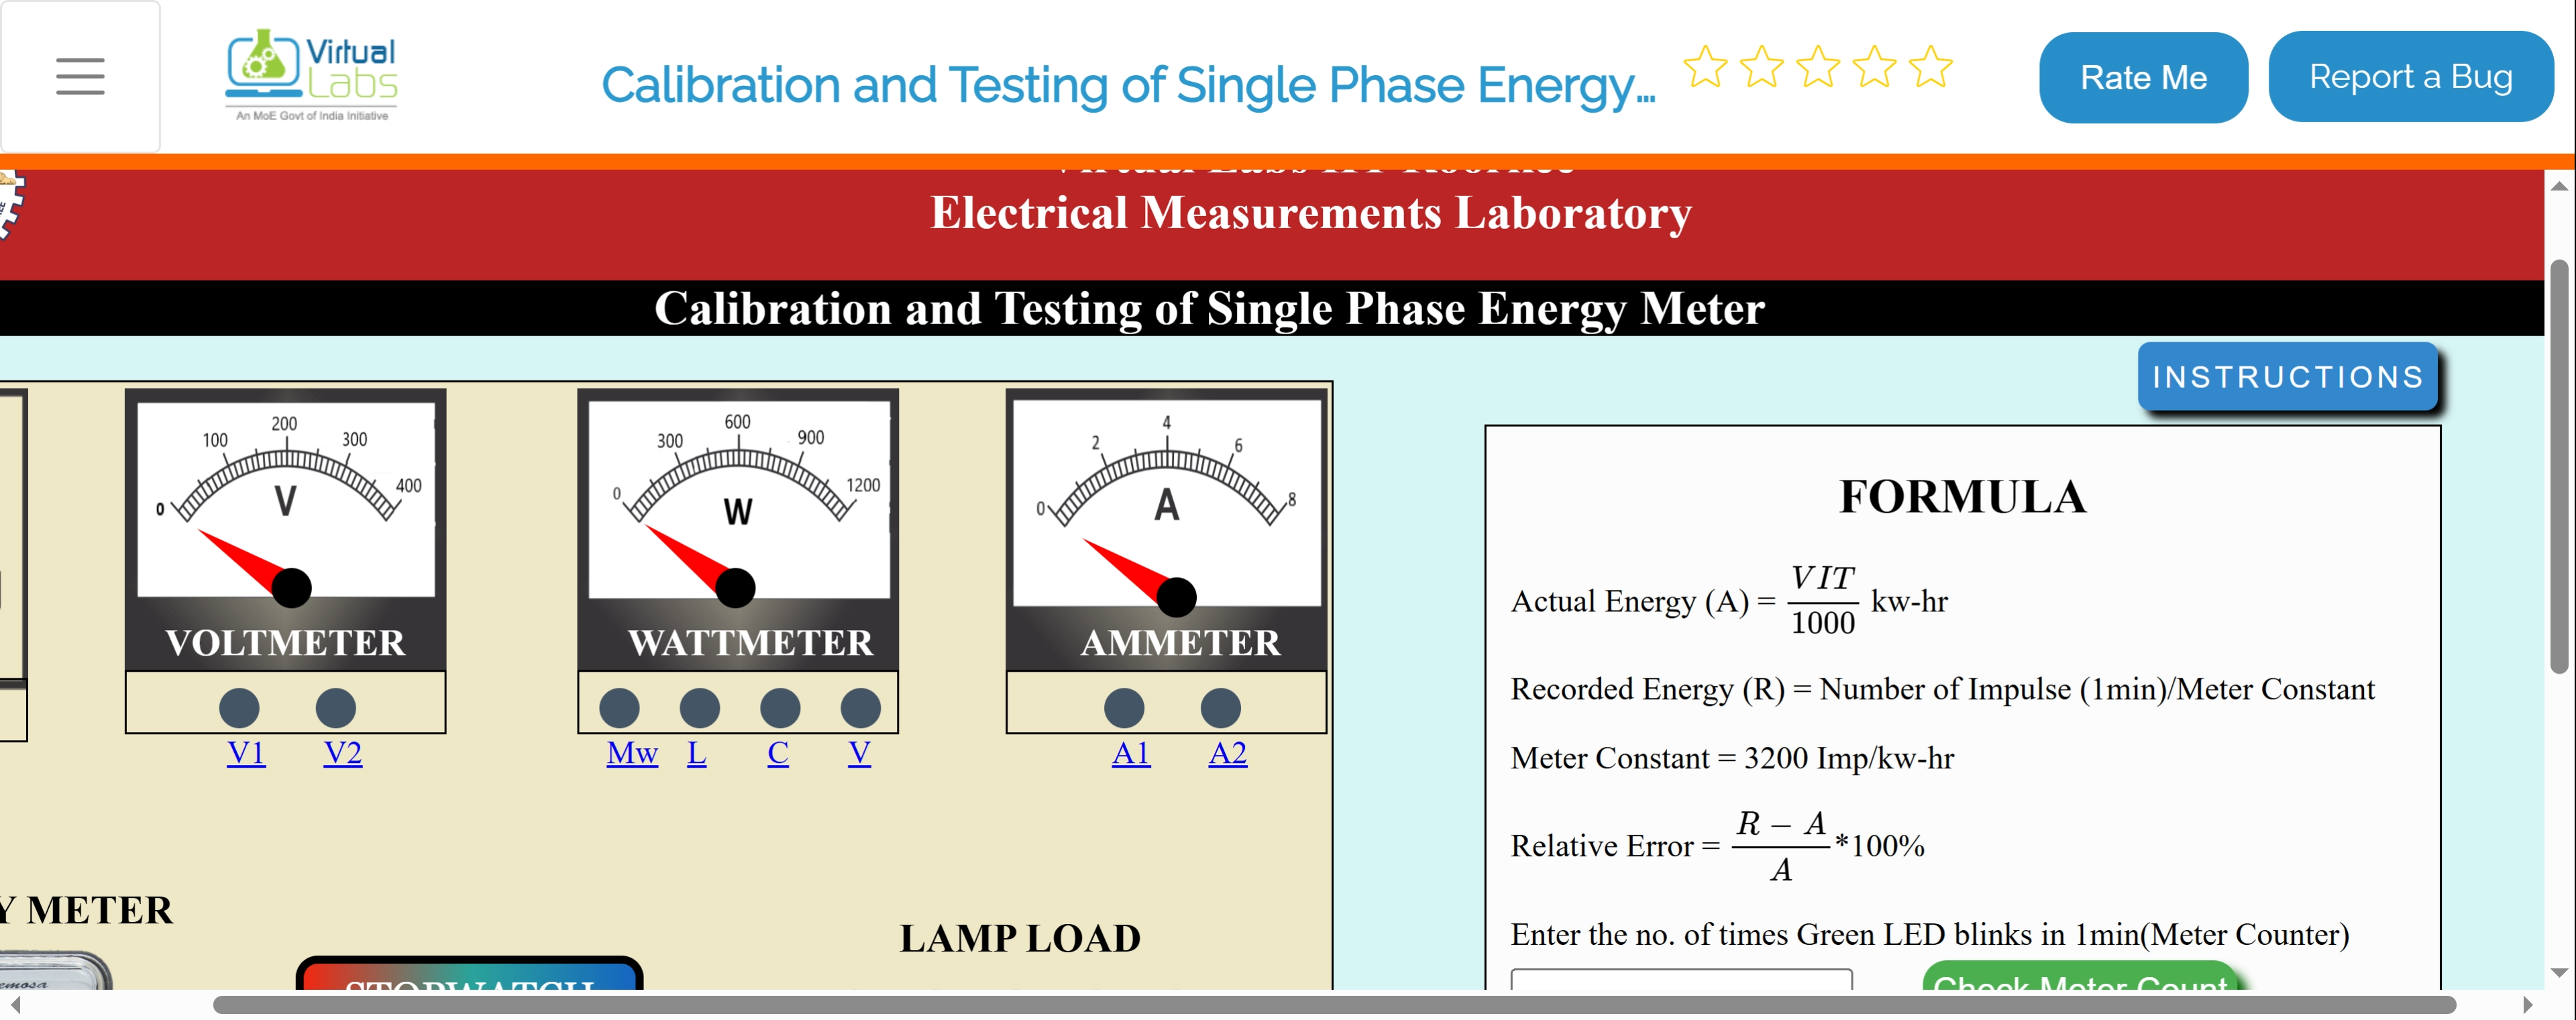 Virtual
Labs
An MoE Govt of India Initiative
Calibration and Testing of Single Phase Energy...
Rate Me
Report a Bug
Electrical Measurements Laboratory
Calibration and Testing of Single Phase Energy Meter
INSTRUCTIONS
0 100 200 300 400
V
VOLTMETER
V1 V2
0 300 600 900 1200
W
WATTMETER
Mw L C V
0 2 4 6 8
A
AMMETER
A1 A2
Y METER
STOPWATCH
LAMP LOAD
FORMULA
Actual Energy (A) = VIT/1000 kw-hr
Recorded Energy (R) = Number of Impulse (1min)/Meter Constant
Meter Constant = 3200 Imp/kw-hr
Relative Error = R − A/A *100%
Enter the no. of times Green LED blinks in 1min(Meter Counter)
Check Meter Count